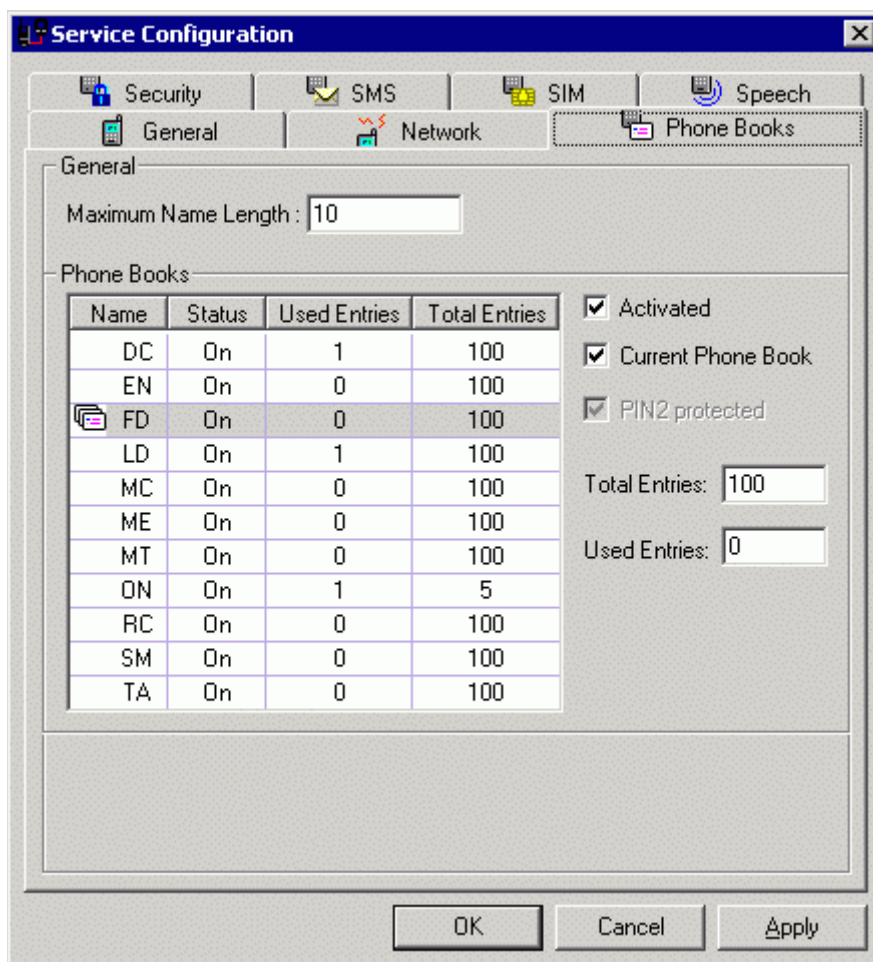 Service Configuration
Security SMS SIM Speech
General Network Phone Books
General
Maximum Name Length : 10
Phone Books
Name Status Used Entries Total Entries
DC On 1 100
EN On 0 100
FD On 0 100
LD On 1 100
MC On 0 100
ME On 0 100
MT On 0 100
ON On 1 5
RC On 0 100
SM On 0 100
TA On 0 100
Activated
Current Phone Book
PIN2 protected
Total Entries: 100
Used Entries: 0
OK Cancel Apply